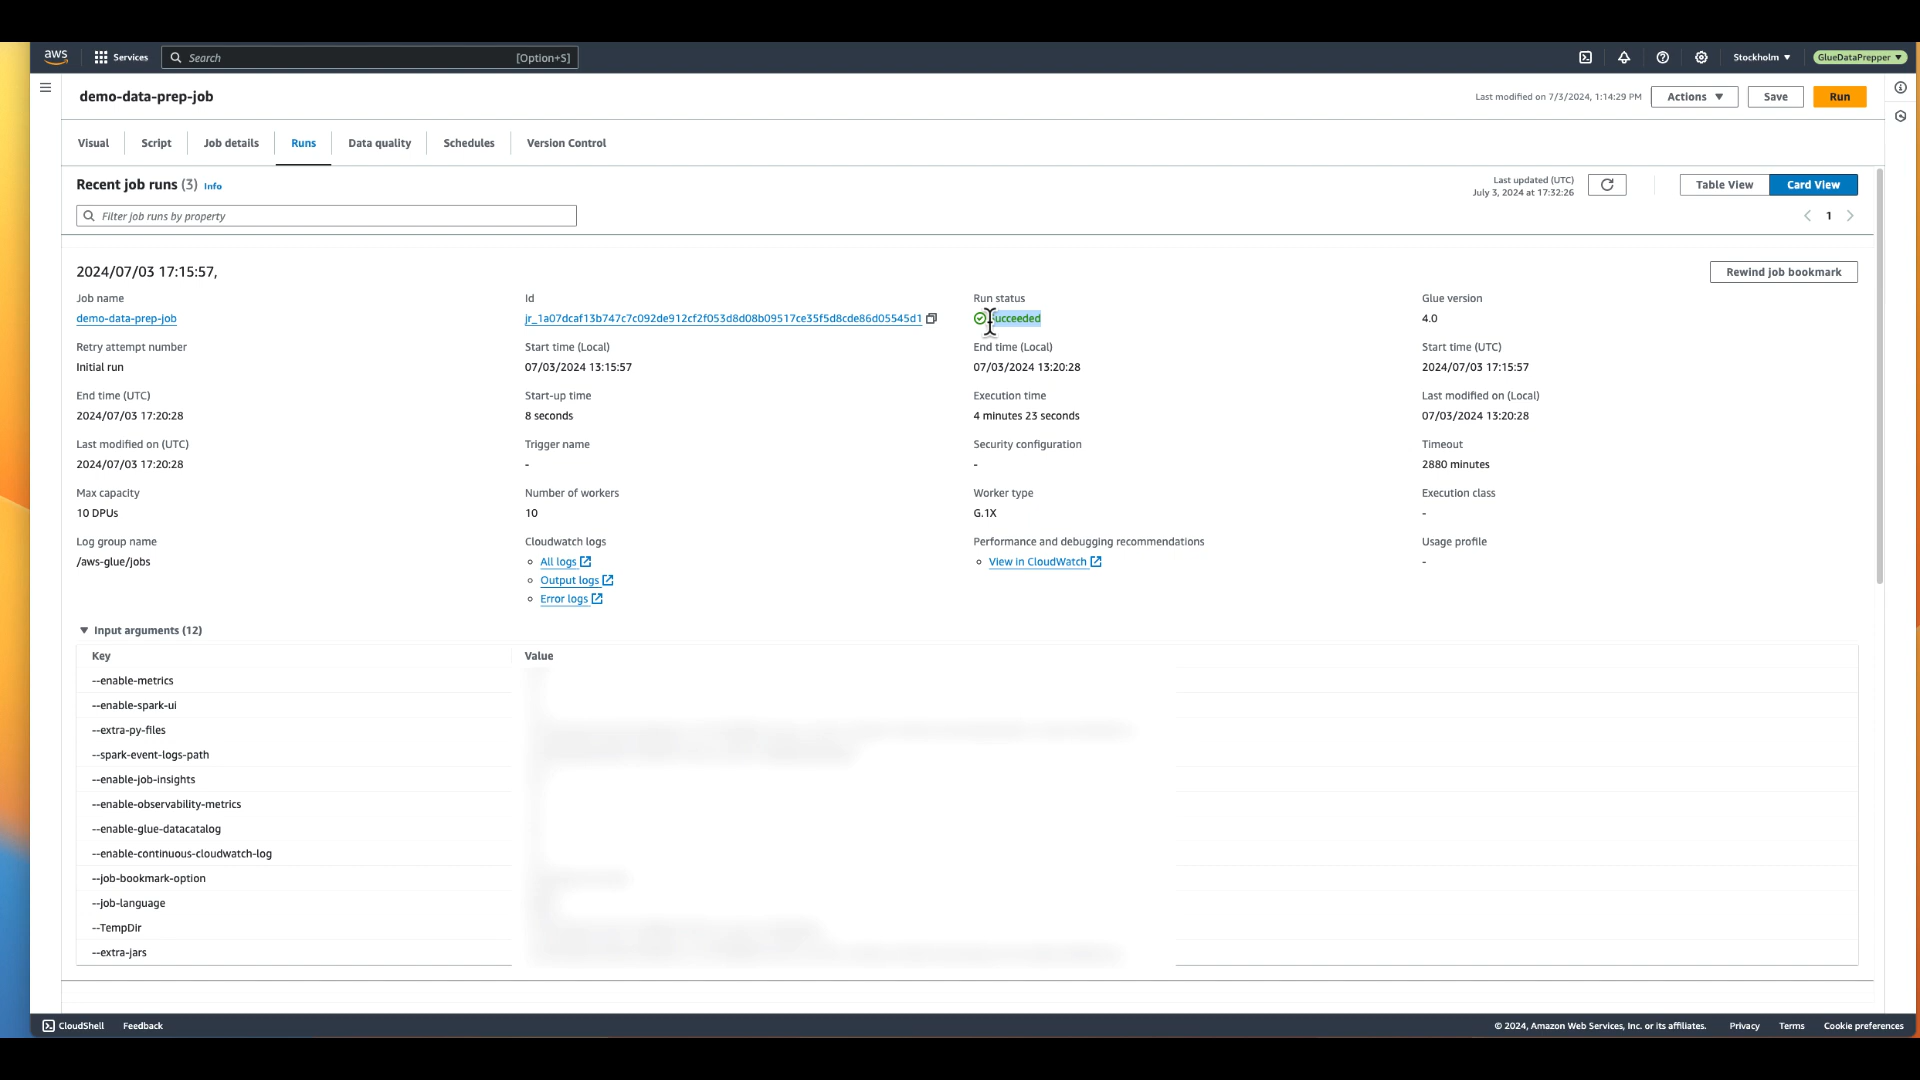 aws Services Search [Option+S] Stockholm ▼ GlueDataPrepper ▼
demo-data-prep-job
Last modified on 7/3/2024, 1:14:29 PM Actions ▼ Save Run
Visual Script Job details Runs Data quality Schedules Version Control
Recent job runs (3) Info
Last updated (UTC)
July 3, 2024 at 17:32:26
Table View Card View
Filter job runs by property
1
2024/07/03 17:15:57,
Rewind job bookmark
Job name Id Run status Glue version
demo-data-prep-job jr_1a07dcaf13b747c7c092de912cf2f053d8d08b09517ce35f5d8cde86d05545d1 Succeeded 4.0
Retry attempt number Start time (Local) End time (Local) Start time (UTC)
Initial run 07/03/2024 13:15:57 07/03/2024 13:20:28 2024/07/03 17:15:57
End time (UTC) Start-up time Execution time Last modified on (Local)
2024/07/03 17:20:28 8 seconds 4 minutes 23 seconds 07/03/2024 13:20:28
Last modified on (UTC) Trigger name Security configuration Timeout
2024/07/03 17:20:28 - - 2880 minutes
Max capacity Number of workers Worker type Execution class
10 DPUs 10 G.1X -
Log group name Cloudwatch logs Performance and debugging recommendations Usage profile
/aws-glue/jobs All logs View in CloudWatch -
Output logs
Error logs
▼ Input arguments (12)
Key Value
--enable-metrics
--enable-spark-ui
--extra-py-files
--spark-event-logs-path
--enable-job-insights
--enable-observability-metrics
--enable-glue-datacatalog
--enable-continuous-cloudwatch-log
--job-bookmark-option
--job-language
--TempDir
--extra-jars
CloudShell Feedback © 2024, Amazon Web Services, Inc. or its affiliates. Privacy Terms Cookie preferences